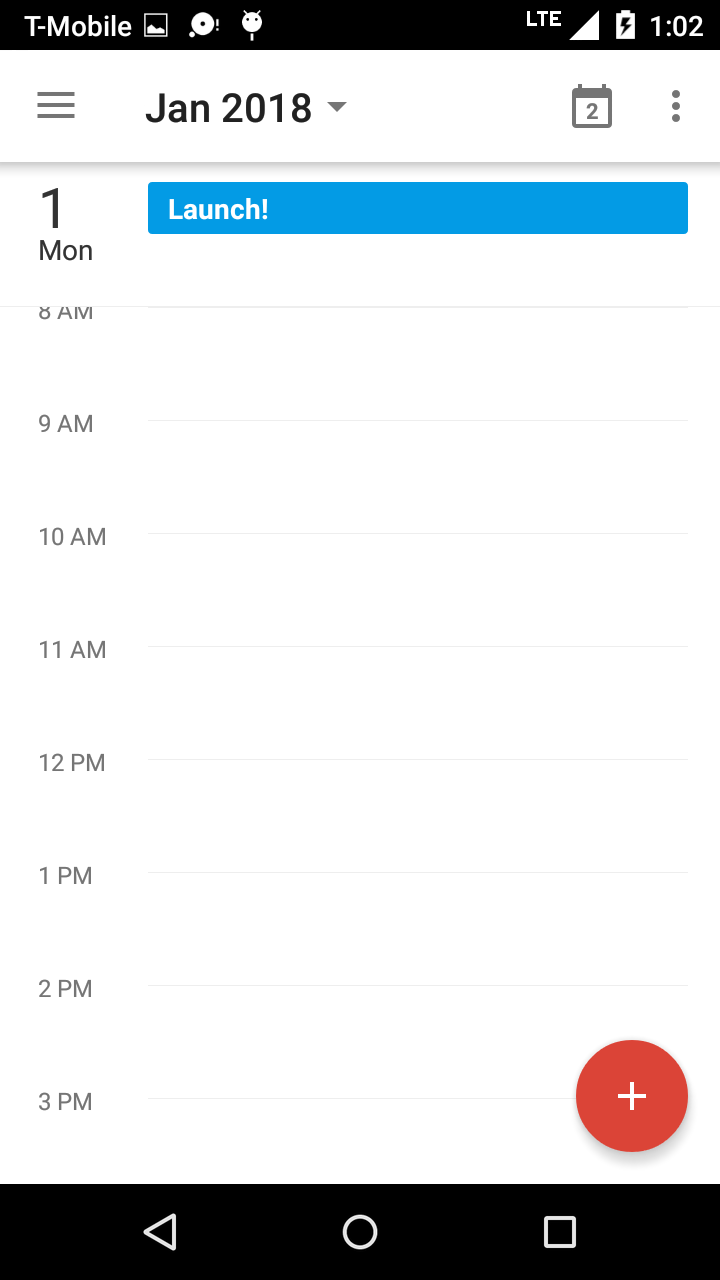 T-Mobile LTE 1:02
Jan 2018 2
1 Launch!
Mon
8 AM
9 AM
10 AM
11 AM
12 PM
1 PM
2 PM
3 PM